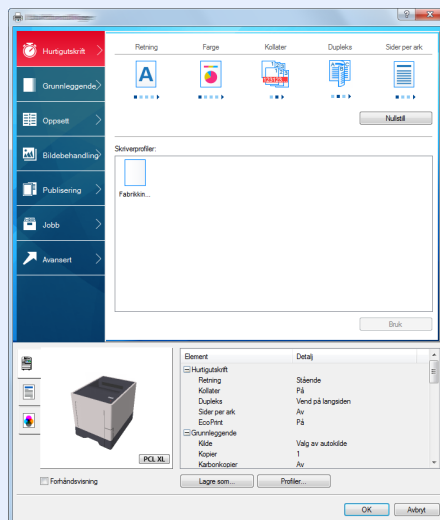 Hurtigutskrift
Grunnleggende
Oppsett
Bildebehandling
Publisering
Jobb
Avansert
Retning Farge Kollater Dupleks Sider per ark
A
Nullstill
Skriverprofiler:
Fabrikkin...
Bruk
PCL XL
Forhåndsvisning
Element Detalj
Hurtigutskrift
Retning Stående
Kollater På
Dupleks Vend på langsiden
Sider per ark Av
EcoPrint På
Grunnleggende
Kilde Valg av autokilde
Kopier 1
Karbonkopier Av
Lagre som... Profiler...
OK Avbryt